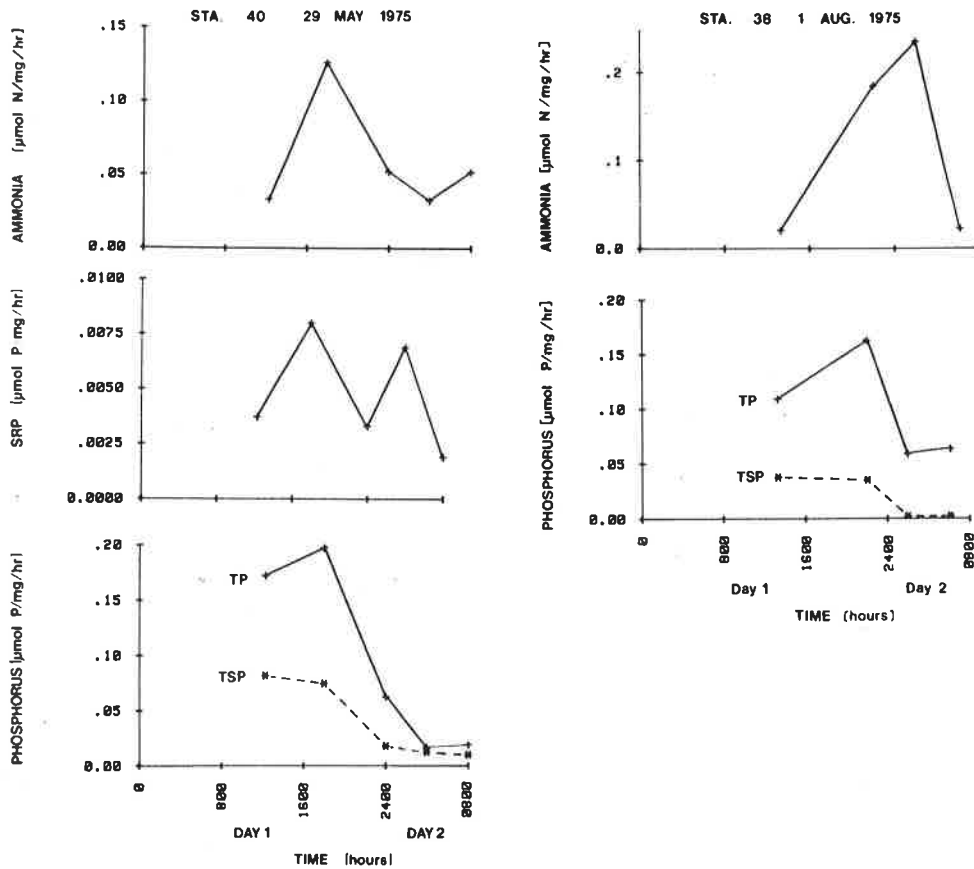 STA. 40 29 MAY 1975
AMMONIA [µmol N/mg/hr]
.15
.10
.05
0.00
SRP [µmol P mg/hr]
.0100
.0075
.0050
.0025
0.0000
PHOSPHORUS [µmol P/mg/hr]
.20
.15
.10
.05
0.00
TP
TSP
0
800
1600
2400
0800
DAY 1
DAY 2
TIME [hours]
STA. 38 1 AUG. 1975
AMMONIA [µmol N/mg/hr]
.2
.1
0.0
PHOSPHORUS [µmol P/mg/hr]
.20
.15
.10
.05
0.00
TP
TSP
0
800
1600
2400
0800
Day 1
Day 2
TIME [hours]